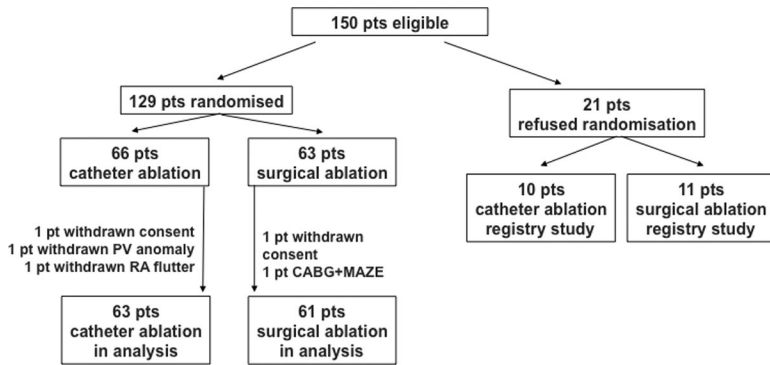 150 pts eligible
129 pts randomised
21 pts
refused randomisation
66 pts
catheter ablation
63 pts
surgical ablation
10 pts
catheter ablation
registry study
11 pts
surgical ablation
registry study
1 pt withdrawn consent
1 pt withdrawn PV anomaly
1 pt withdrawn RA flutter
1 pt withdrawn
consent
1 pt CABG+MAZE
63 pts
catheter ablation
in analysis
61 pts
surgical ablation
in analysis